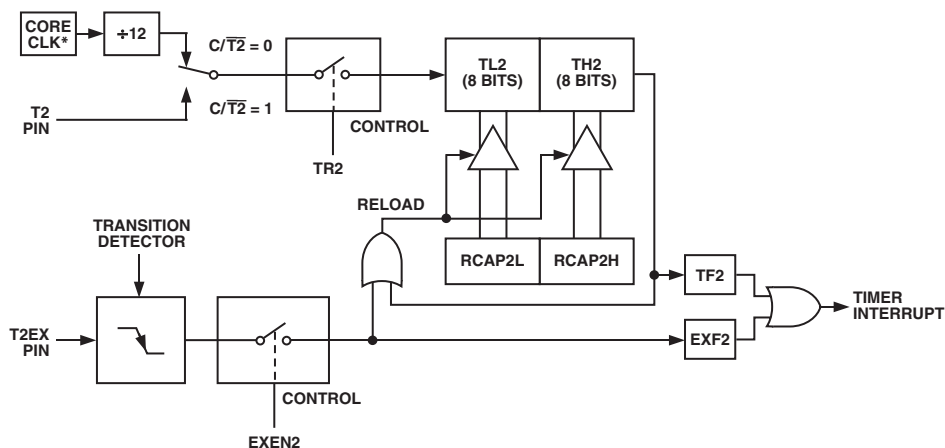 CORE
CLK*
÷12
C/T2 = 0
C/T2 = 1
T2
PIN
CONTROL
TR2
TL2
(8 BITS)
TH2
(8 BITS)
RELOAD
TRANSITION
DETECTOR
RCAP2L
RCAP2H
TF2
TIMER
INTERRUPT
T2EX
PIN
EXF2
CONTROL
EXEN2